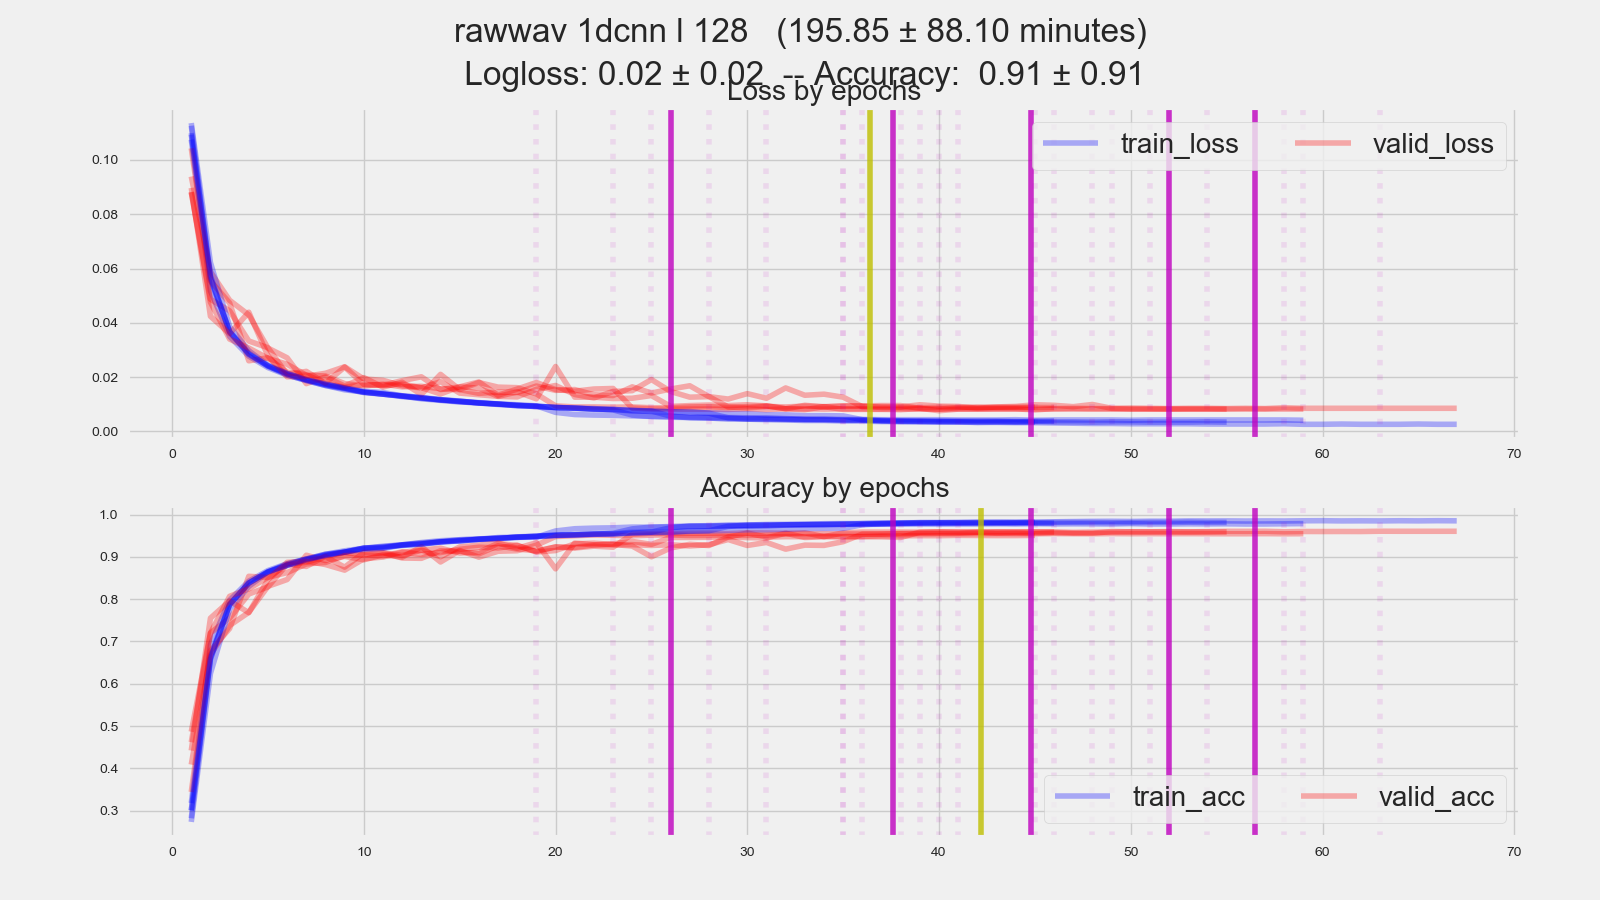 rawwav 1dcnn l 128   (195.85 ± 88.10 minutes)
Logloss: 0.02 ± 0.02  -- Accuracy:  0.91 ± 0.91
Loss by epochs
train_loss valid_loss
0.10
0.08
0.06
0.04
0.02
0.00
0 10 20 30 40 50 60 70
Accuracy by epochs
1.0
0.9
0.8
0.7
0.6
0.5
0.4
0.3
train_acc valid_acc
0 10 20 30 40 50 60 70